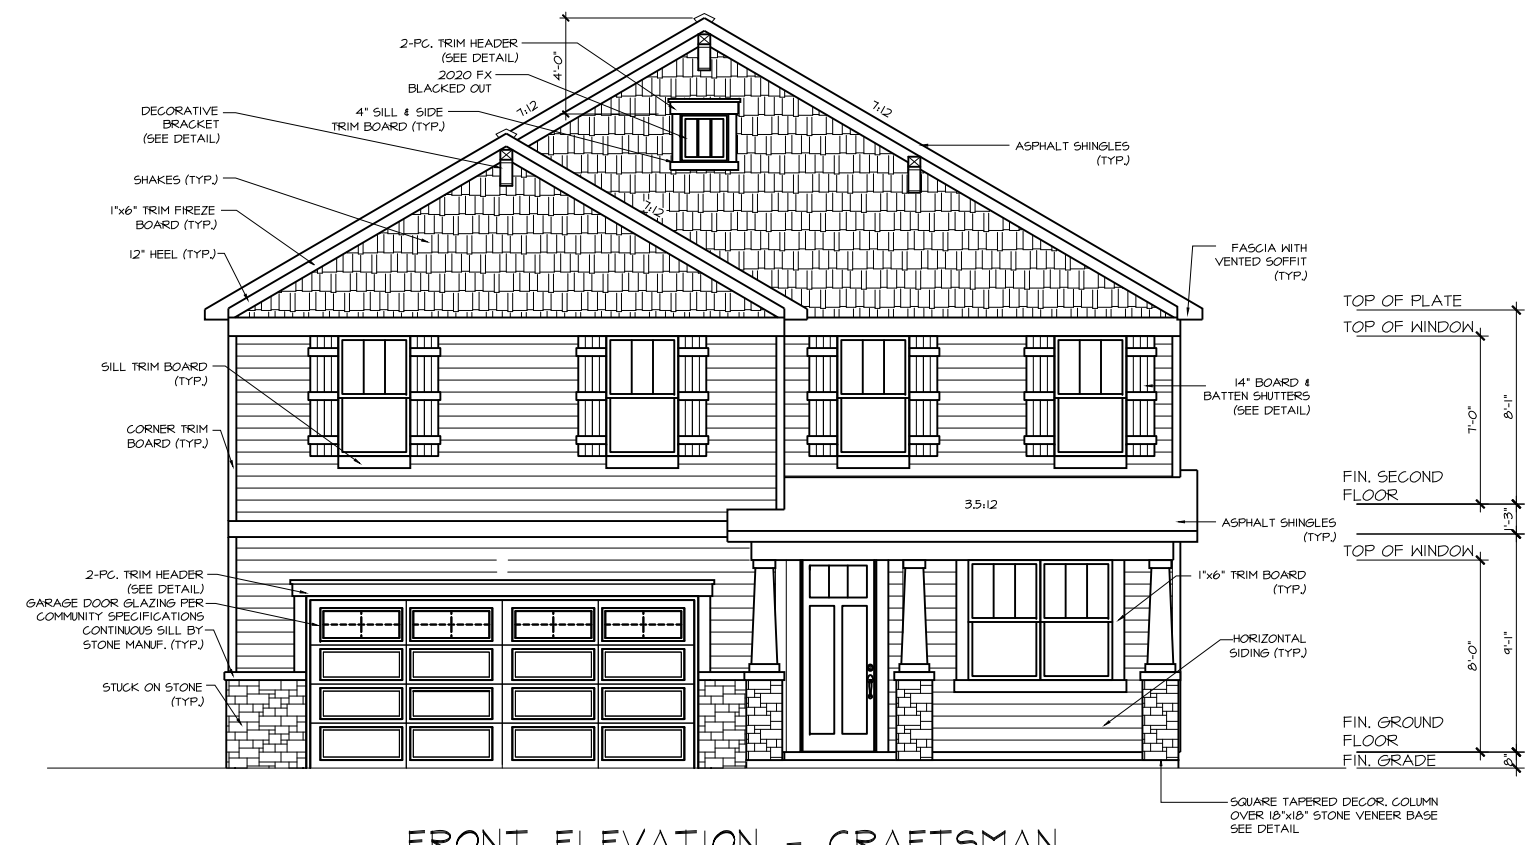 2-PC. TRIM HEADER
(SEE DETAIL)
2020 FX
BLACKED OUT
4" SILL & SIDE
TRIM BOARD (TYP.)
4'-0"
7:12
7:12
7:12
DECORATIVE
BRACKET
(SEE DETAIL)
SHAKES (TYP.)
1"x6" TRIM FIREZE
BOARD (TYP.)
12" HEEL (TYP.)
ASPHALT SHINGLES
(TYP.)
FASCIA WITH
VENTED SOFFIT
(TYP.)
TOP OF PLATE
TOP OF WINDOW
SILL TRIM BOARD
(TYP.)
14" BOARD &
BATTEN SHUTTERS
(SEE DETAIL)
7'-0"
8'-1"
CORNER TRIM
BOARD (TYP.)
FIN. SECOND
FLOOR
3.5:12
ASPHALT SHINGLES
(TYP.)
1'-3"
TOP OF WINDOW
2-PC. TRIM HEADER
(SEE DETAIL)
GARAGE DOOR GLAZING PER
COMMUNITY SPECIFICATIONS
CONTINUOUS SILL BY
STONE MANUF. (TYP.)
1"x6" TRIM BOARD
(TYP.)
HORIZONTAL
SIDING (TYP.)
8'-0"
9'-1"
STUCK ON STONE
(TYP.)
FIN. GROUND
FLOOR
FIN. GRADE
8"
SQUARE TAPERED DECOR. COLUMN
OVER 18"x18" STONE VENEER BASE
SEE DETAIL
FRONT ELEVATION - CRAFTSMAN